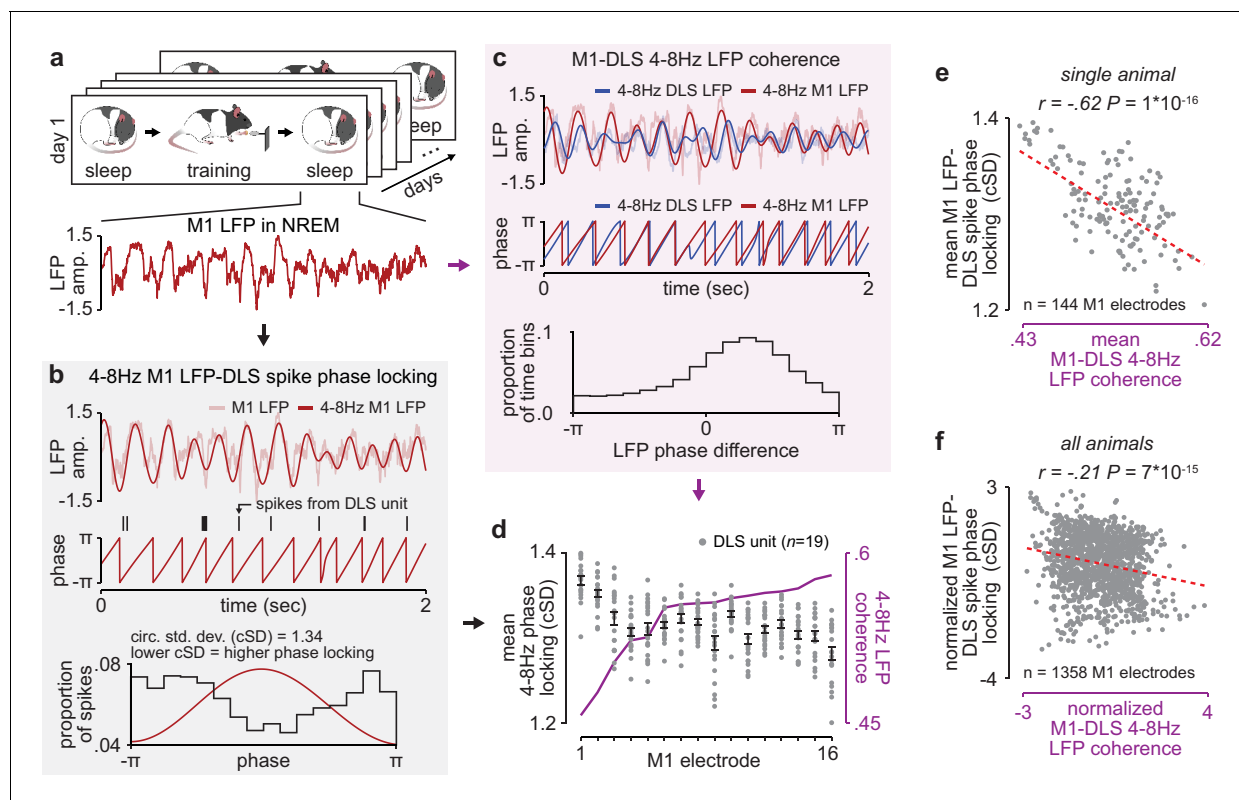 a
day 1
sleep
training
sleep
sleep
...
days
M1 LFP in NREM
LFP
amp.
1.5
-1.5
b
4-8Hz M1 LFP-DLS spike phase locking
M1 LFP
4-8Hz M1 LFP
LFP
amp.
1.5
-1.5
spikes from DLS unit
phase
π
-π
0
time (sec)
2
circ. std. dev. (cSD) = 1.34
lower cSD = higher phase locking
proportion
of spikes
.08
.04
-π
phase
π
c
M1-DLS 4-8Hz LFP coherence
4-8Hz DLS LFP
4-8Hz M1 LFP
LFP
amp.
1.5
-1.5
4-8Hz DLS LFP
4-8Hz M1 LFP
phase
π
-π
0
time (sec)
2
proportion
of time bins
0.1
0.0
-π
0
π
LFP phase difference
d
DLS unit (n=19)
mean
4-8Hz phase
locking (cSD)
1.4
1.2
.6
.45
4-8Hz LFP
coherence
1
16
M1 electrode
e
single animal
r = -.62 P = 1*10-16
mean M1 LFP-
DLS spike phase
locking (cSD)
1.4
1.2
n = 144 M1 electrodes
.43
.62
mean
M1-DLS 4-8Hz
LFP coherence
f
all animals
r = -.21 P = 7*10-15
normalized M1 LFP-
DLS spike phase
locking (cSD)
3
-4
n = 1358 M1 electrodes
-3
4
normalized
M1-DLS 4-8Hz
LFP coherence